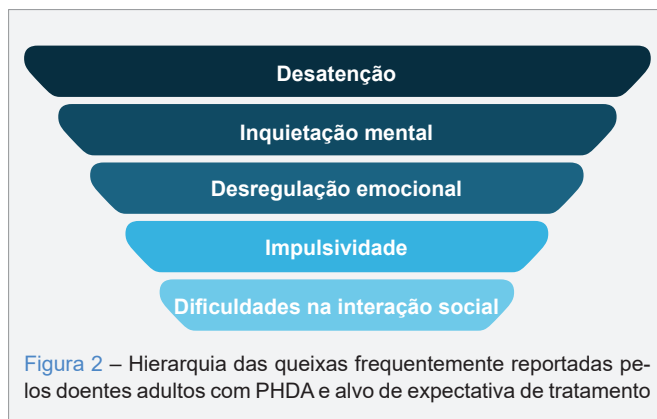 Desatenção
Inquietação mental
Desregulação emocional
Impulsividade
Dificuldades na interação social
Figura 2 – Hierarquia das queixas frequentemente reportadas pe-
los doentes adultos com PHDA e alvo de expectativa de tratamento